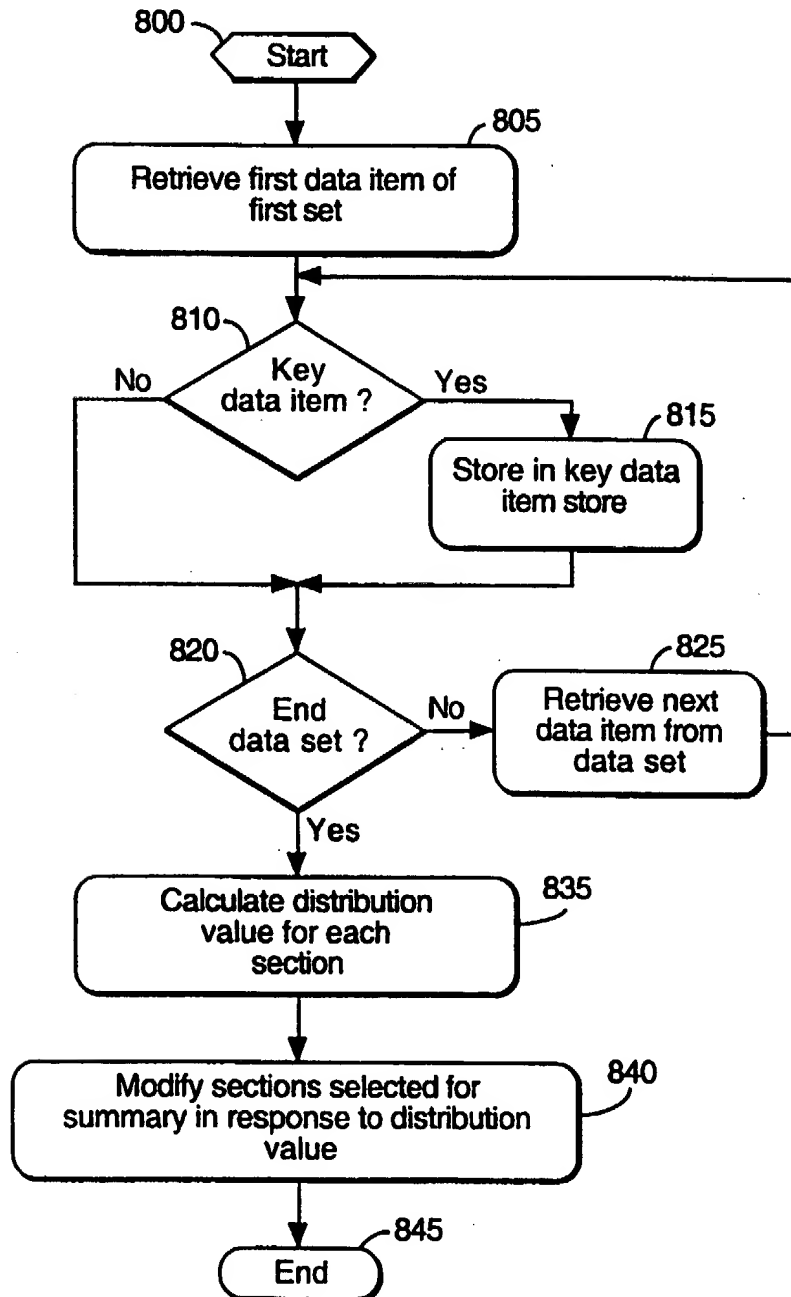 800
Start
805
Retrieve first data item of
first set
810
Key
data item ?
No
Yes
815
Store in key data
item store
820
End
data set ?
No
825
Retrieve next
data item from
data set
Yes
Calculate distribution
value for each
section
835
Modify sections selected for
summary in response to distribution
value
840
845
End